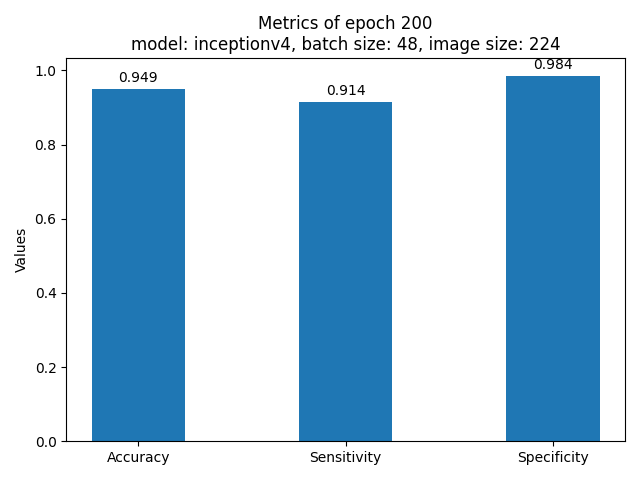 Metrics of epoch 200
model: inceptionv4, batch size: 48, image size: 224
1.0
0.8
0.6
0.4
0.2
0.0
Values
0.949
0.914
0.984
Accuracy
Sensitivity
Specificity